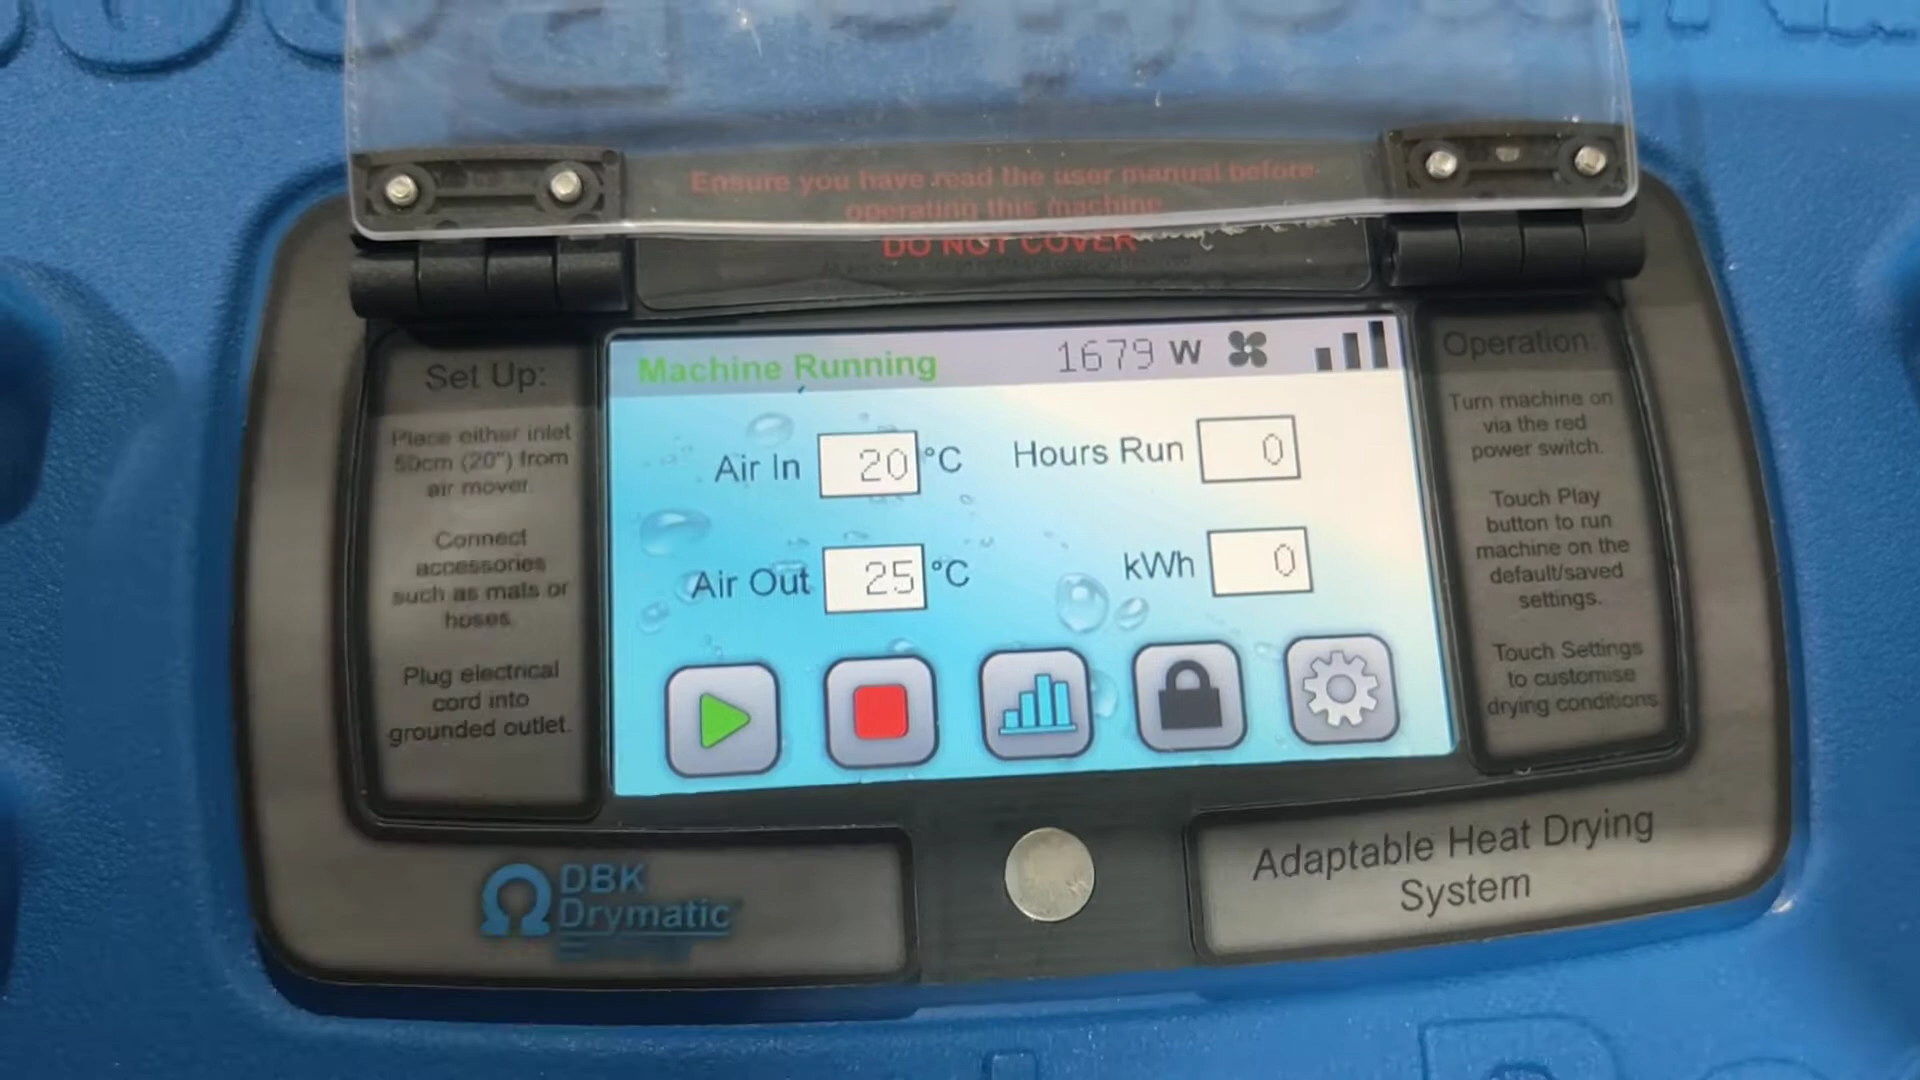 Ensure you have read the user manual before
operating this machine
DO NOT COVER
Set Up:
Place either inlet
50cm (20") from
air mover.
Connect
accessories
such as mats or
hoses.
Plug electrical
cord into
grounded outlet.
Machine Running
1679 W
Air In 20 °C
Hours Run 0
Air Out 25 °C
kWh 0
Operation:
Turn machine on
via the red
power switch.
Touch Play
button to run
machine on the
default/saved
settings.
Touch Settings
to customise
drying conditions
DBK
Drymatic
Adaptable Heat Drying
System